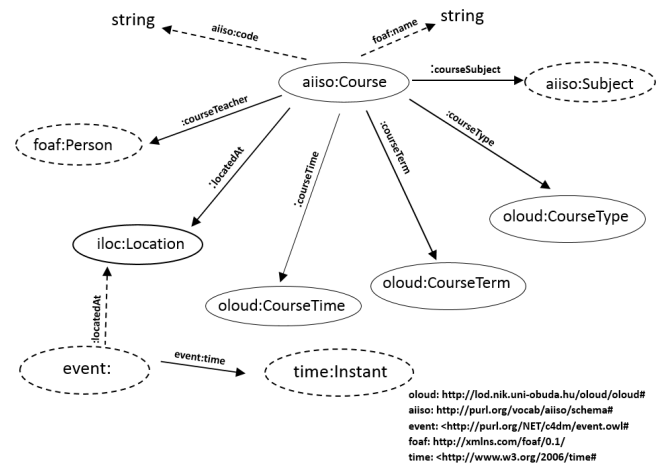 string
aiiso:code
foaf:name
string
aiiso:Course
:courseSubject
aiiso:Subject
:courseTeacher
foaf:Person
:locatedAt
:courseTime
:courseTerm
:courseType
oloud:CourseType
iloc:Location
oloud:CourseTerm
oloud:CourseTime
:locatedAt
event:
event:time
time:Instant
oloud: http://lod.nik.uni-obuda.hu/oloud/oloud#
aiiso: http://purl.org/vocab/aiiso/schema#
event: <http://purl.org/NET/c4dm/event.owl#
foaf: http://xmlns.com/foaf/0.1/
time: <http://www.w3.org/2006/time#